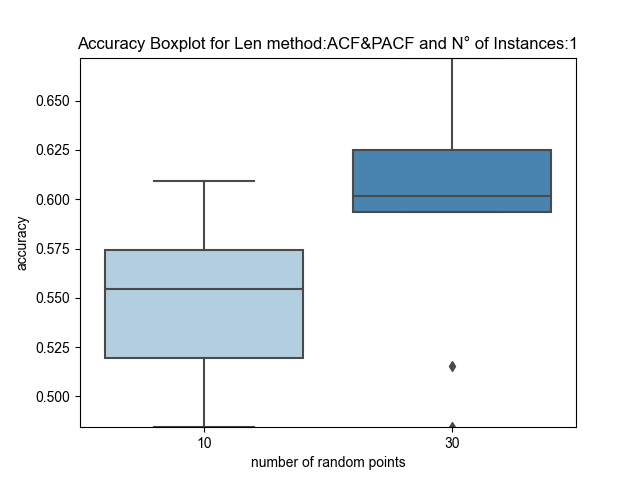 Accuracy Boxplot for Len method:ACF&PACF and N° of Instances:1
0.650
0.625
0.600
0.575
0.550
0.525
0.500
accuracy
10 30
number of random points